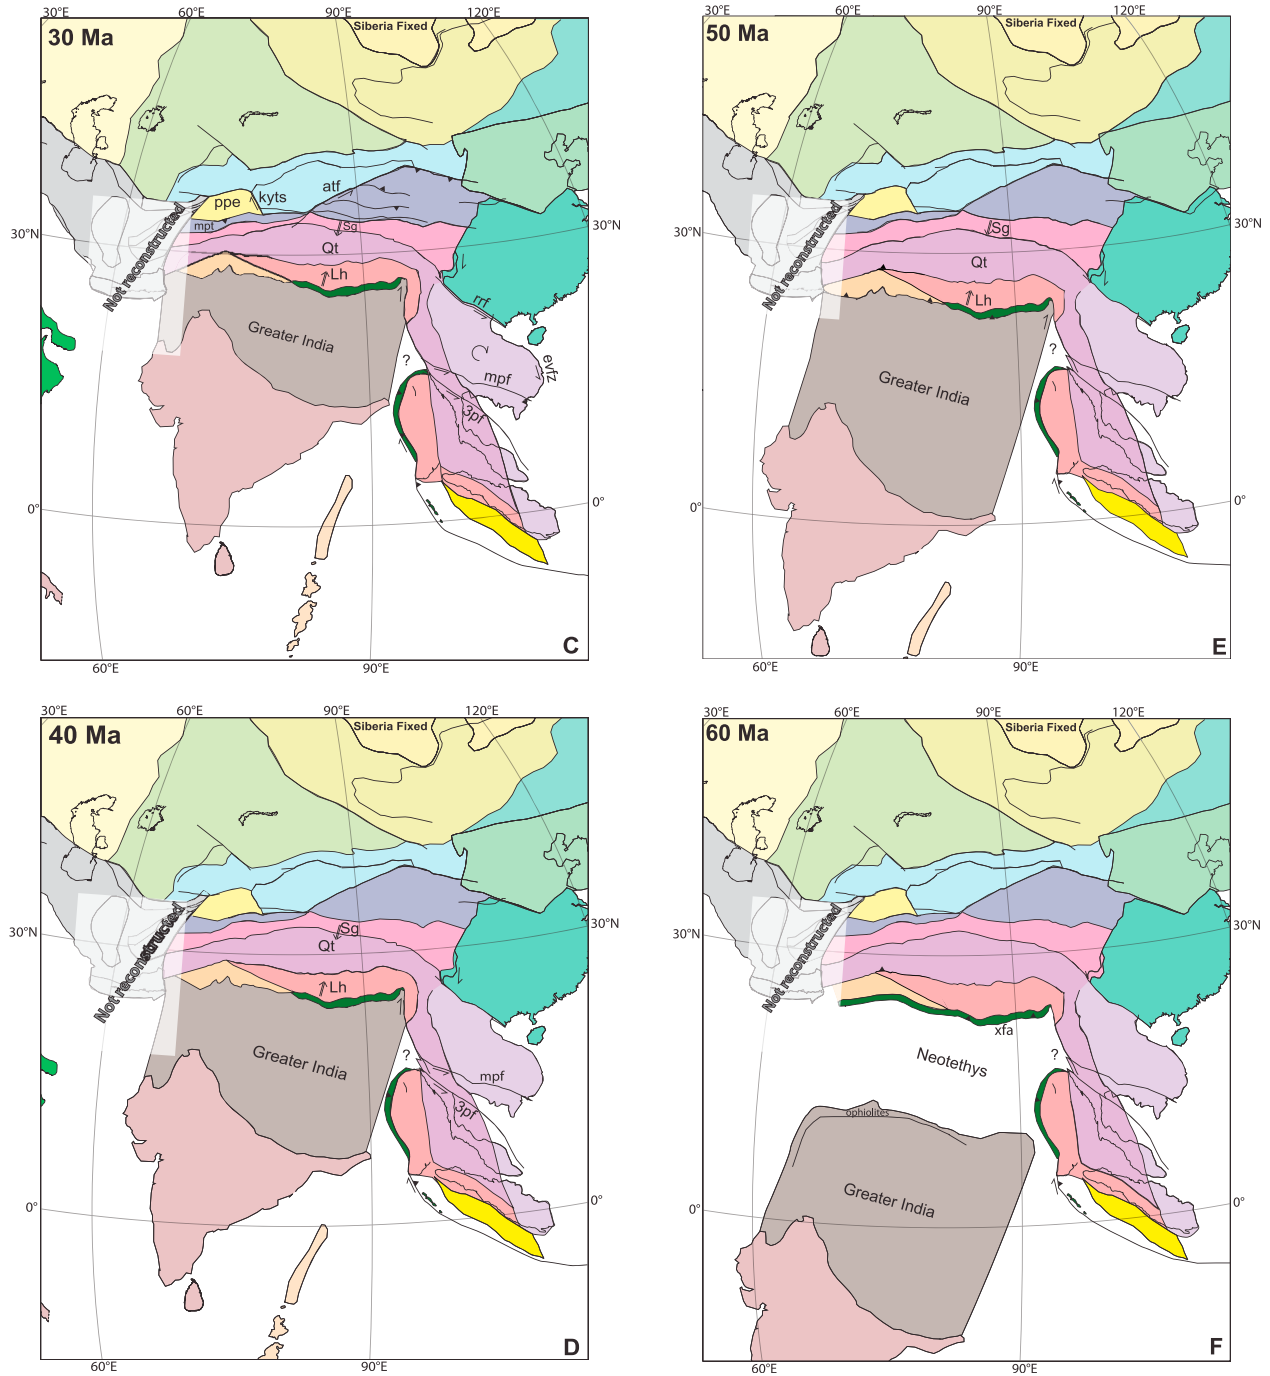 30°E 60°E 90°E 120°E
30 Ma
Siberia Fixed
atf
ppe
kyts
mpt
Sg
30°N
30°N
Qt
Not reconstructed
Lh
rrf
Greater India
?
evfz
mpf
3pf
0°
0°
C
60°E 90°E
30°E 60°E 90°E 120°E
50 Ma
Siberia Fixed
30°N
30°N
Sg
Not reconstructed
Qt
Lh
?
Greater India
0°
0°
E
60°E 90°E
30°E 60°E 90°E 120°E
40 Ma
Siberia Fixed
30°N
30°N
Sg
Qt
Not reconstructed
Lh
Greater India
?
mpf
3pf
0°
0°
D
60°E 90°E
30°E 60°E 90°E 120°E
60 Ma
Siberia Fixed
30°N
30°N
Not reconstructed
xfa
Neotethys
?
ophiolites
Greater India
0°
0°
F
60°E 90°E